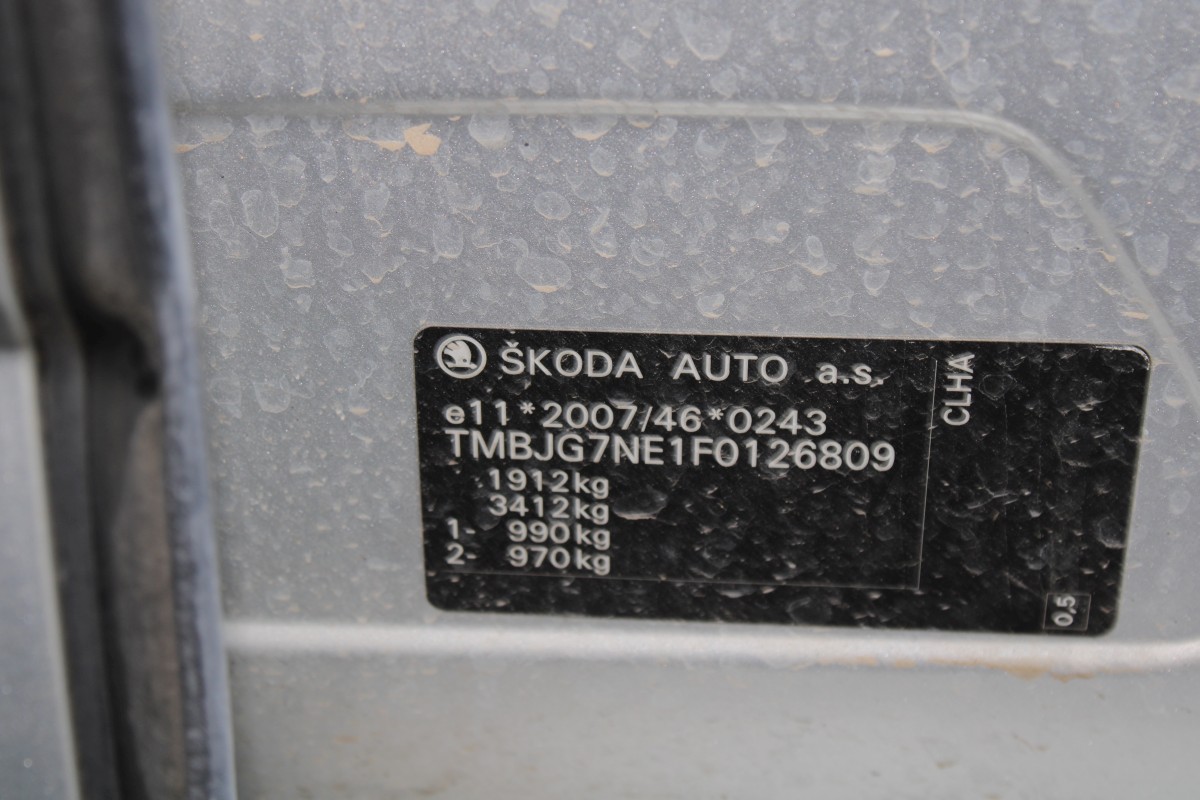 ŠKODA AUTO a.s.
e11*2007/46*0243
TMBJG7NE1F0126809
1912kg
3412kg
1- 990kg
2- 970kg
CLHA
0,5